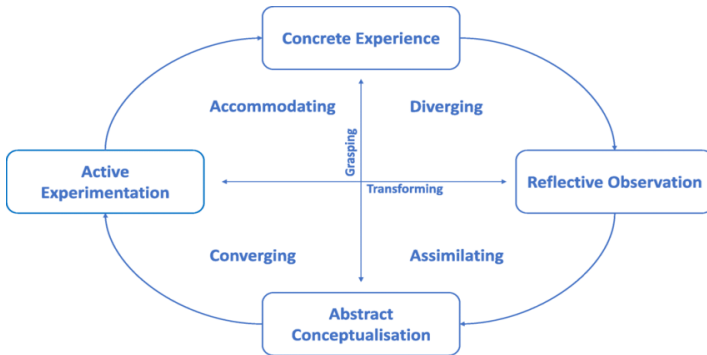 Concrete Experience
Accommodating
Diverging
Grasping
Active
Experimentation
Transforming
Reflective Observation
Converging
Assimilating
Abstract
Conceptualisation